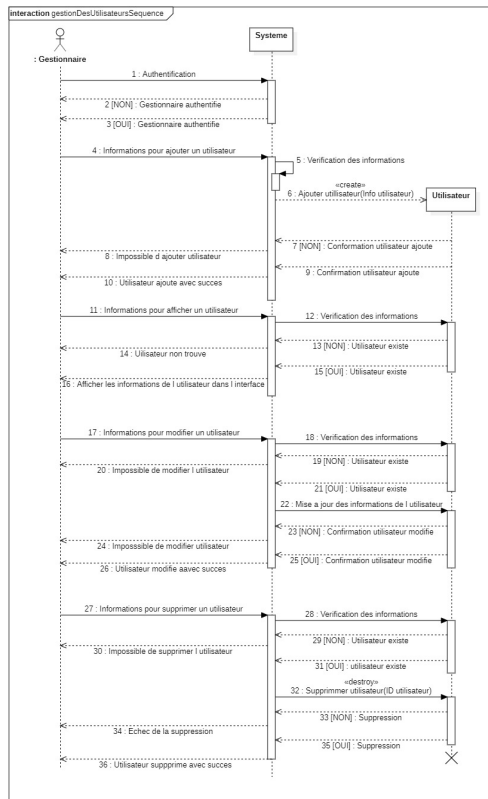 interaction gestionDesUtilisateursSequence
Systeme
: Gestionnaire
1 : Authentification
2 [NON] : Gestionnaire authentifie
3 [OUI] : Gestionnaire authentifie
4 : Informations pour ajouter un utilisateur
5 : Verification des informations
«create»
6 : Ajouter utillisateur(Info utilisateur)
Utilisateur
7 [NON] : Conformation utilisateur ajoute
8 : Impossible d ajouter utilisateur
9 : Confirmation utilisateur ajoute
10 : Utilisateur ajoute avec succes
11 : Informations pour afficher un utilisateur
12 : Verification des informations
13 [NON] : Utilisateur existe
14 : Uilisateur non trouve
15 [OUI] : Utilisateur existe
16 : Afficher les informations de l utilisateur dans l interface
17 : Informations pour modifier un utilisateur
18 : Verification des informations
19 [NON] : Utilisateur existe
20 : Impossible de modifier l utilisateur
21 [OUI] : Utilisateur existe
22 : Mise a jour des informations de l utilisateur
23 [NON] : Confirmation utilisateur modifie
24 : Imposssible de modifier utilisateur
25 [OUI] : Confirmation utilisateur modifie
26 : Utilisateur modifie aavec succes
27 : Informations pour supprimer un utilisateur
28 : Verification des informations
29 [NON] : Utilisateur existe
30 : Impossible de supprimer l utilisateur
31 [OUI] : utilisateur existe
«destroy»
32 : Supprimmer utilisateur(ID utilisateur)
33 [NON] : Suppression
34 : Echec de la suppression
35 [OUI] : Suppression
36 : Utilisateur suppprime avec succes